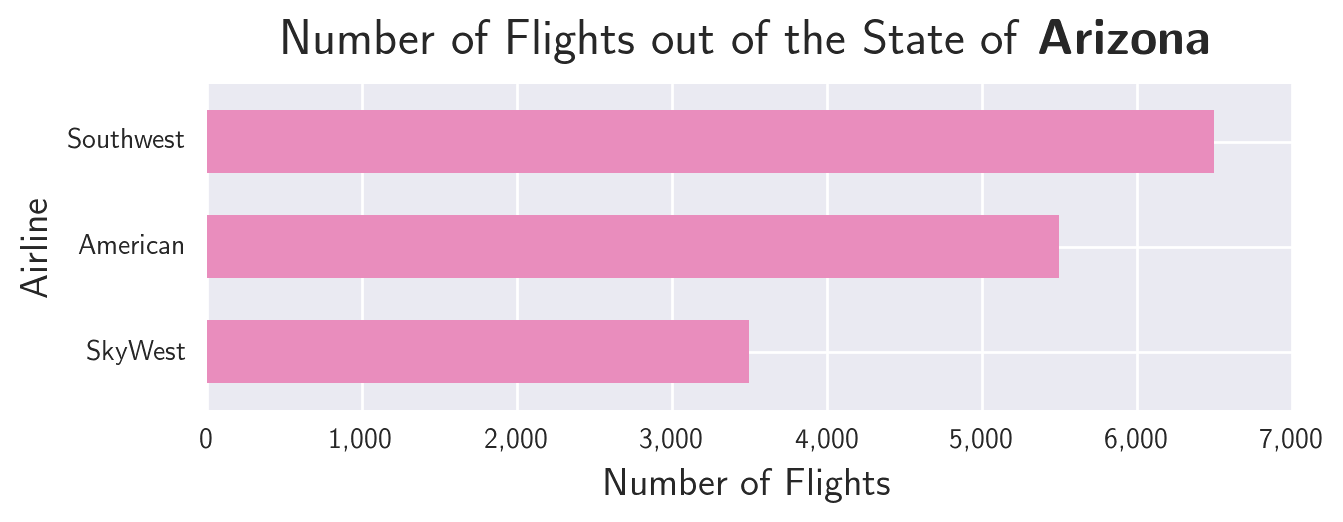 Number of Flights out of the State of Arizona
Southwest
American
SkyWest
Airline
0 1,000 2,000 3,000 4,000 5,000 6,000 7,000
Number of Flights